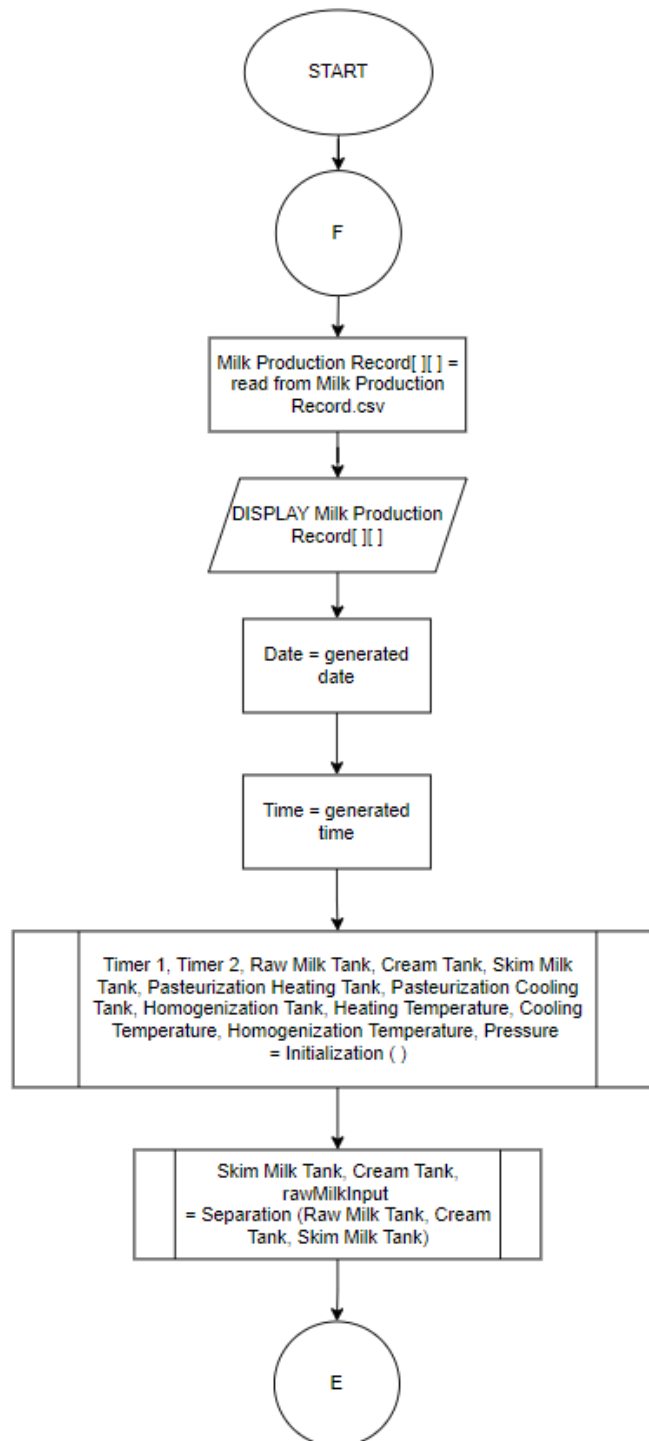 START
F
Milk Production Record[ ][ ] =
read from Milk Production
Record.csv
DISPLAY Milk Production
Record[ ][ ]
Date = generated
date
Time = generated
time
Timer 1, Timer 2, Raw Milk Tank, Cream Tank, Skim Milk
Tank, Pasteurization Heating Tank, Pasteurization Cooling
Tank, Homogenization Tank, Heating Temperature, Cooling
Temperature, Homogenization Temperature, Pressure
= Initialization ( )
Skim Milk Tank, Cream Tank,
rawMilkInput
= Separation (Raw Milk Tank, Cream
Tank, Skim Milk Tank)
E